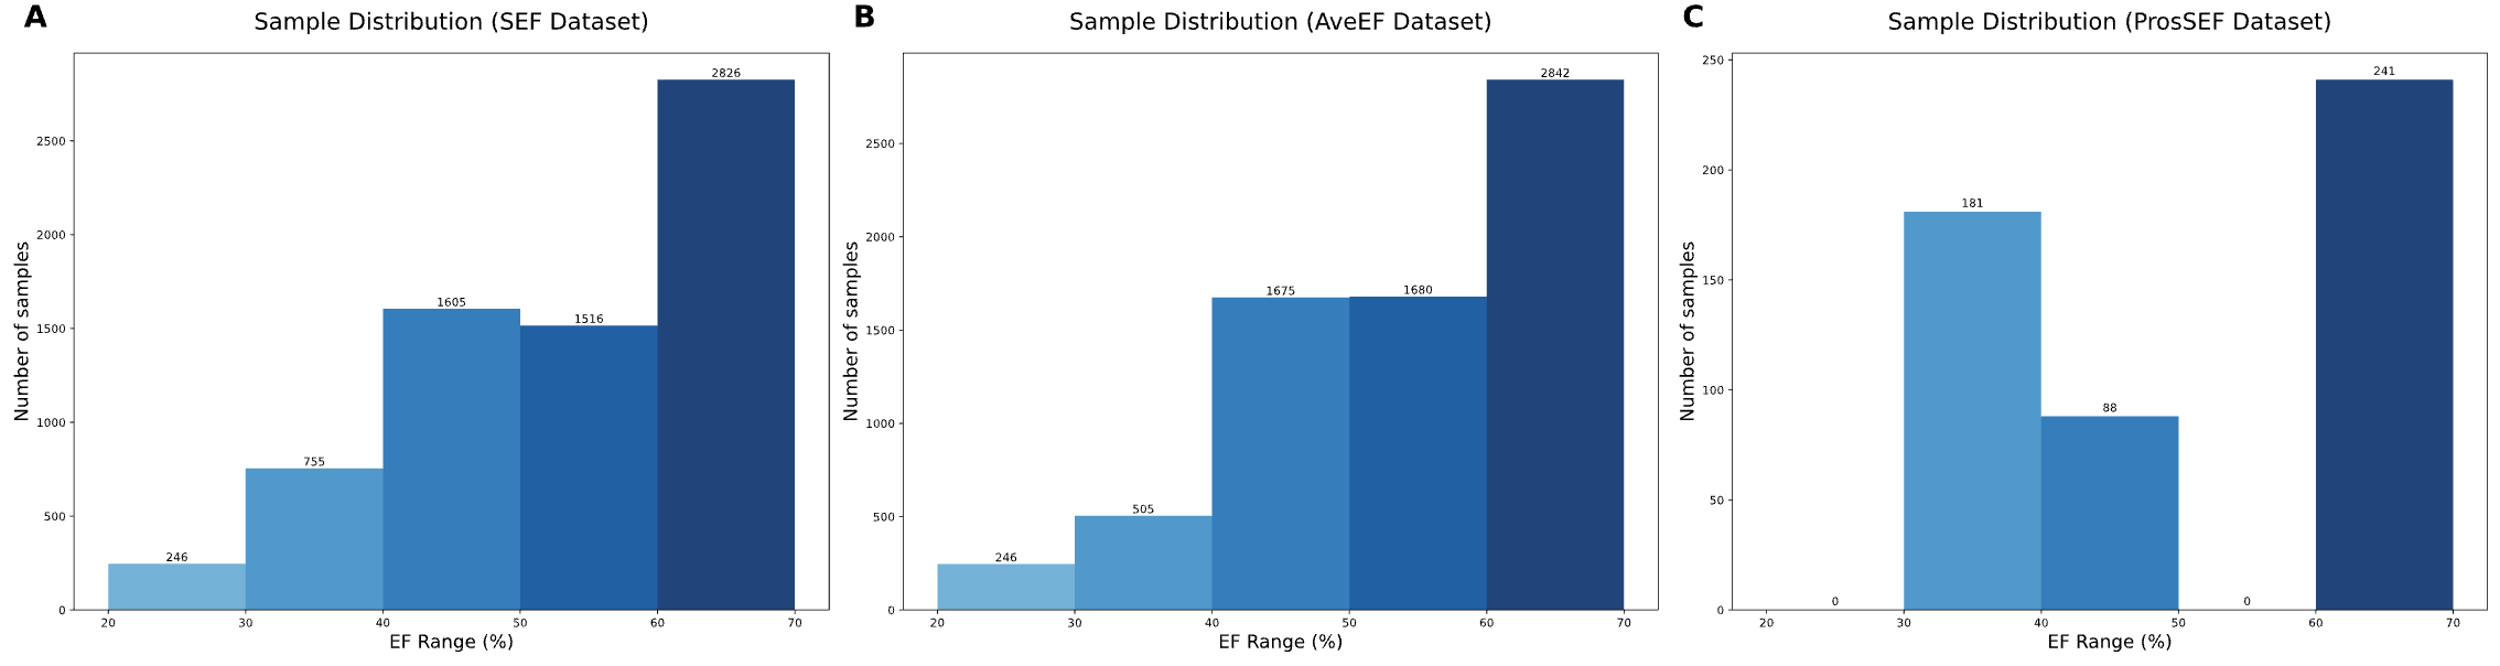 A
Sample Distribution (SEF Dataset)
Number of samples
2500
2000
1500
1000
500
0
246
755
1605
1516
2826
20 30 40 50 60 70
EF Range (%)
B
Sample Distribution (AveEF Dataset)
Number of samples
2500
2000
1500
1000
500
0
246
505
1675
1680
2842
20 30 40 50 60 70
EF Range (%)
C
Sample Distribution (ProsSEF Dataset)
Number of samples
250
200
150
100
50
0
0
181
88
0
241
20 30 40 50 60 70
EF Range (%)